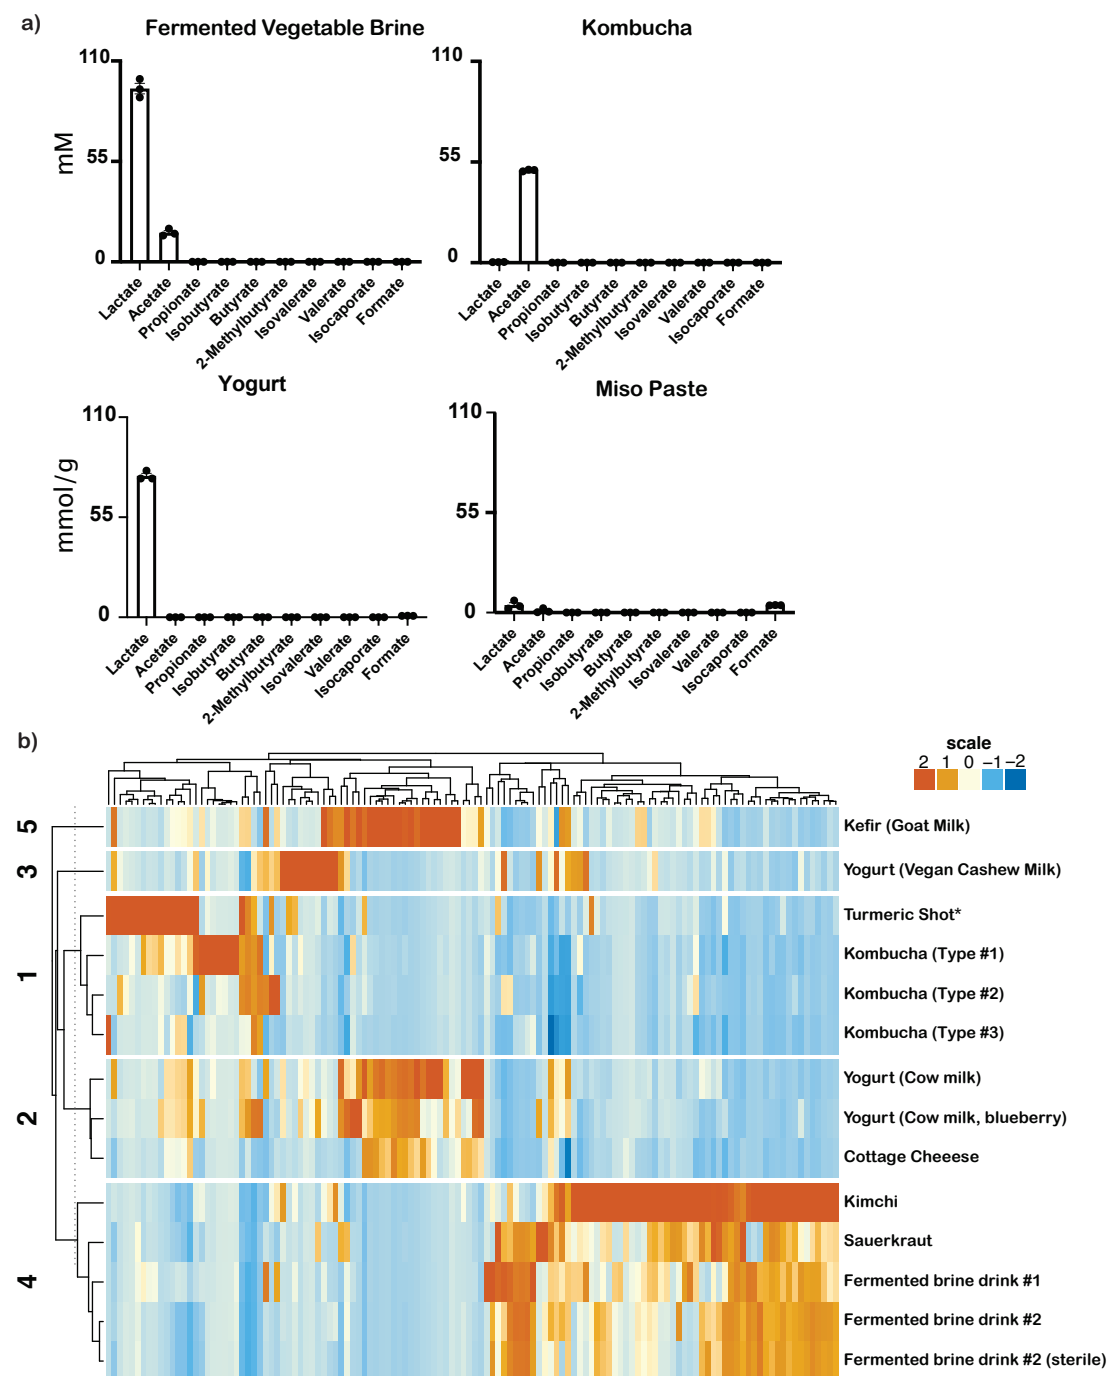 a)
Fermented Vegetable Brine
Kombucha
110
55
0
mM
Lactate
Acetate
Propionate
Isobutyrate
Butyrate
2-Methylbutyrate
Isovalerate
Valerate
Isocaporate
Formate
110
55
0
Lactate
Acetate
Propionate
Isobutyrate
Butyrate
2-Methylbutyrate
Isovalerate
Valerate
Isocaporate
Formate
Yogurt
Miso Paste
110
55
0
mmol/g
Lactate
Acetate
Propionate
Isobutyrate
Butyrate
2-Methylbutyrate
Isovalerate
Valerate
Isocaporate
Formate
110
55
0
Lactate
Acetate
Propionate
Isobutyrate
Butyrate
2-Methylbutyrate
Isovalerate
Valerate
Isocaporate
Formate
b)
scale
2 1 0 −1 −2
5
Kefir (Goat Milk)
3
Yogurt (Vegan Cashew Milk)
1
Turmeric Shot*
Kombucha (Type #1)
Kombucha (Type #2)
Kombucha (Type #3)
2
Yogurt (Cow milk)
Yogurt (Cow milk, blueberry)
Cottage Cheeese
4
Kimchi
Sauerkraut
Fermented brine drink #1
Fermented brine drink #2
Fermented brine drink #2 (sterile)